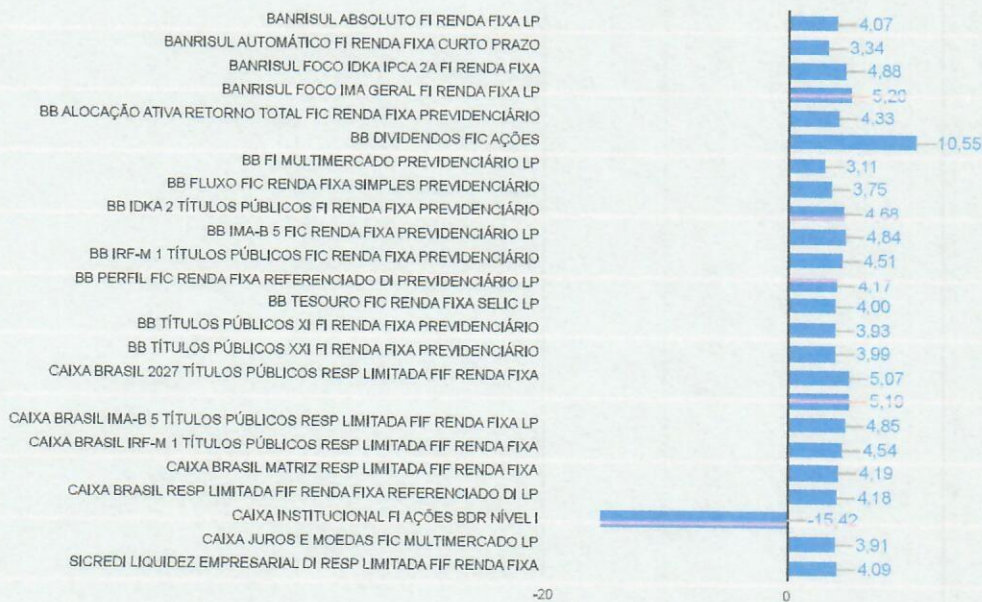 BANRISUL ABSOLUTO FI RENDA FIXA LP 4,07
BANRISUL AUTOMÁTICO FI RENDA FIXA CURTO PRAZO 3,34
BANRISUL FOCO IDKA IPCA 2A FI RENDA FIXA 4,88
BANRISUL FOCO IMA GERAL FI RENDA FIXA LP 5,20
BB ALOCAÇÃO ATIVA RETORNO TOTAL FIC RENDA FIXA PREVIDENCIÁRIO 4,33
BB DIVIDENDOS FIC AÇÕES 10,55
BB FI MULTIMERCADO PREVIDENCIÁRIO LP 3,11
BB FLUXO FIC RENDA FIXA SIMPLES PREVIDENCIÁRIO 3,75
BB IDKA 2 TÍTULOS PÚBLICOS FI RENDA FIXA PREVIDENCIÁRIO 4,68
BB IMA-B 5 FIC RENDA FIXA PREVIDENCIÁRIO LP 4,84
BB IRF-M 1 TÍTULOS PÚBLICOS FIC RENDA FIXA PREVIDENCIÁRIO 4,51
BB PERFIL FIC RENDA FIXA REFERENCIADO DI PREVIDENCIÁRIO LP 4,17
BB TESOURO FIC RENDA FIXA SELIC LP 4,00
BB TÍTULOS PÚBLICOS XI FI RENDA FIXA PREVIDENCIÁRIO 3,93
BB TÍTULOS PÚBLICOS XXI FI RENDA FIXA PREVIDENCIÁRIO 3,99
CAIXA BRASIL 2027 TÍTULOS PÚBLICOS RESP LIMITADA FIF RENDA FIXA 5,07
CAIXA BRASIL IMA-B 5 TÍTULOS PÚBLICOS RESP LIMITADA FIF RENDA FIXA LP 4,85
CAIXA BRASIL IRF-M 1 TÍTULOS PÚBLICOS RESP LIMITADA FIF RENDA FIXA 4,54
CAIXA BRASIL MATRIZ RESP LIMITADA FIF RENDA FIXA 4,19
CAIXA BRASIL RESP LIMITADA FIF RENDA FIXA REFERENCIADO DI LP 4,18
CAIXA INSTITUCIONAL FI AÇÕES BDR NÍVEL I -15,42
CAIXA JUROS E MOEDAS FIC MULTIMERCADO LP 3,91
SICREDI LIQUIDEZ EMPRESARIAL DI RESP LIMITADA FIF RENDA FIXA 4,09
-20 0